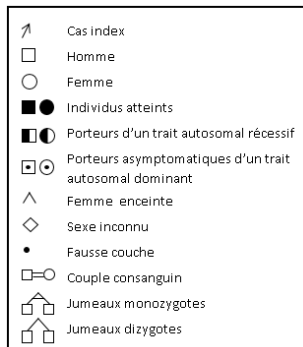 Cas index
Homme
Femme
Individus atteints
Porteurs d'un trait autosomal récessif
Porteurs asymptomatiques d'un trait
autosomal dominant
Femme enceinte
Sexe inconnu
Fausse couche
Couple consanguin
Jumeaux monozygotes
Jumeaux dizygotes